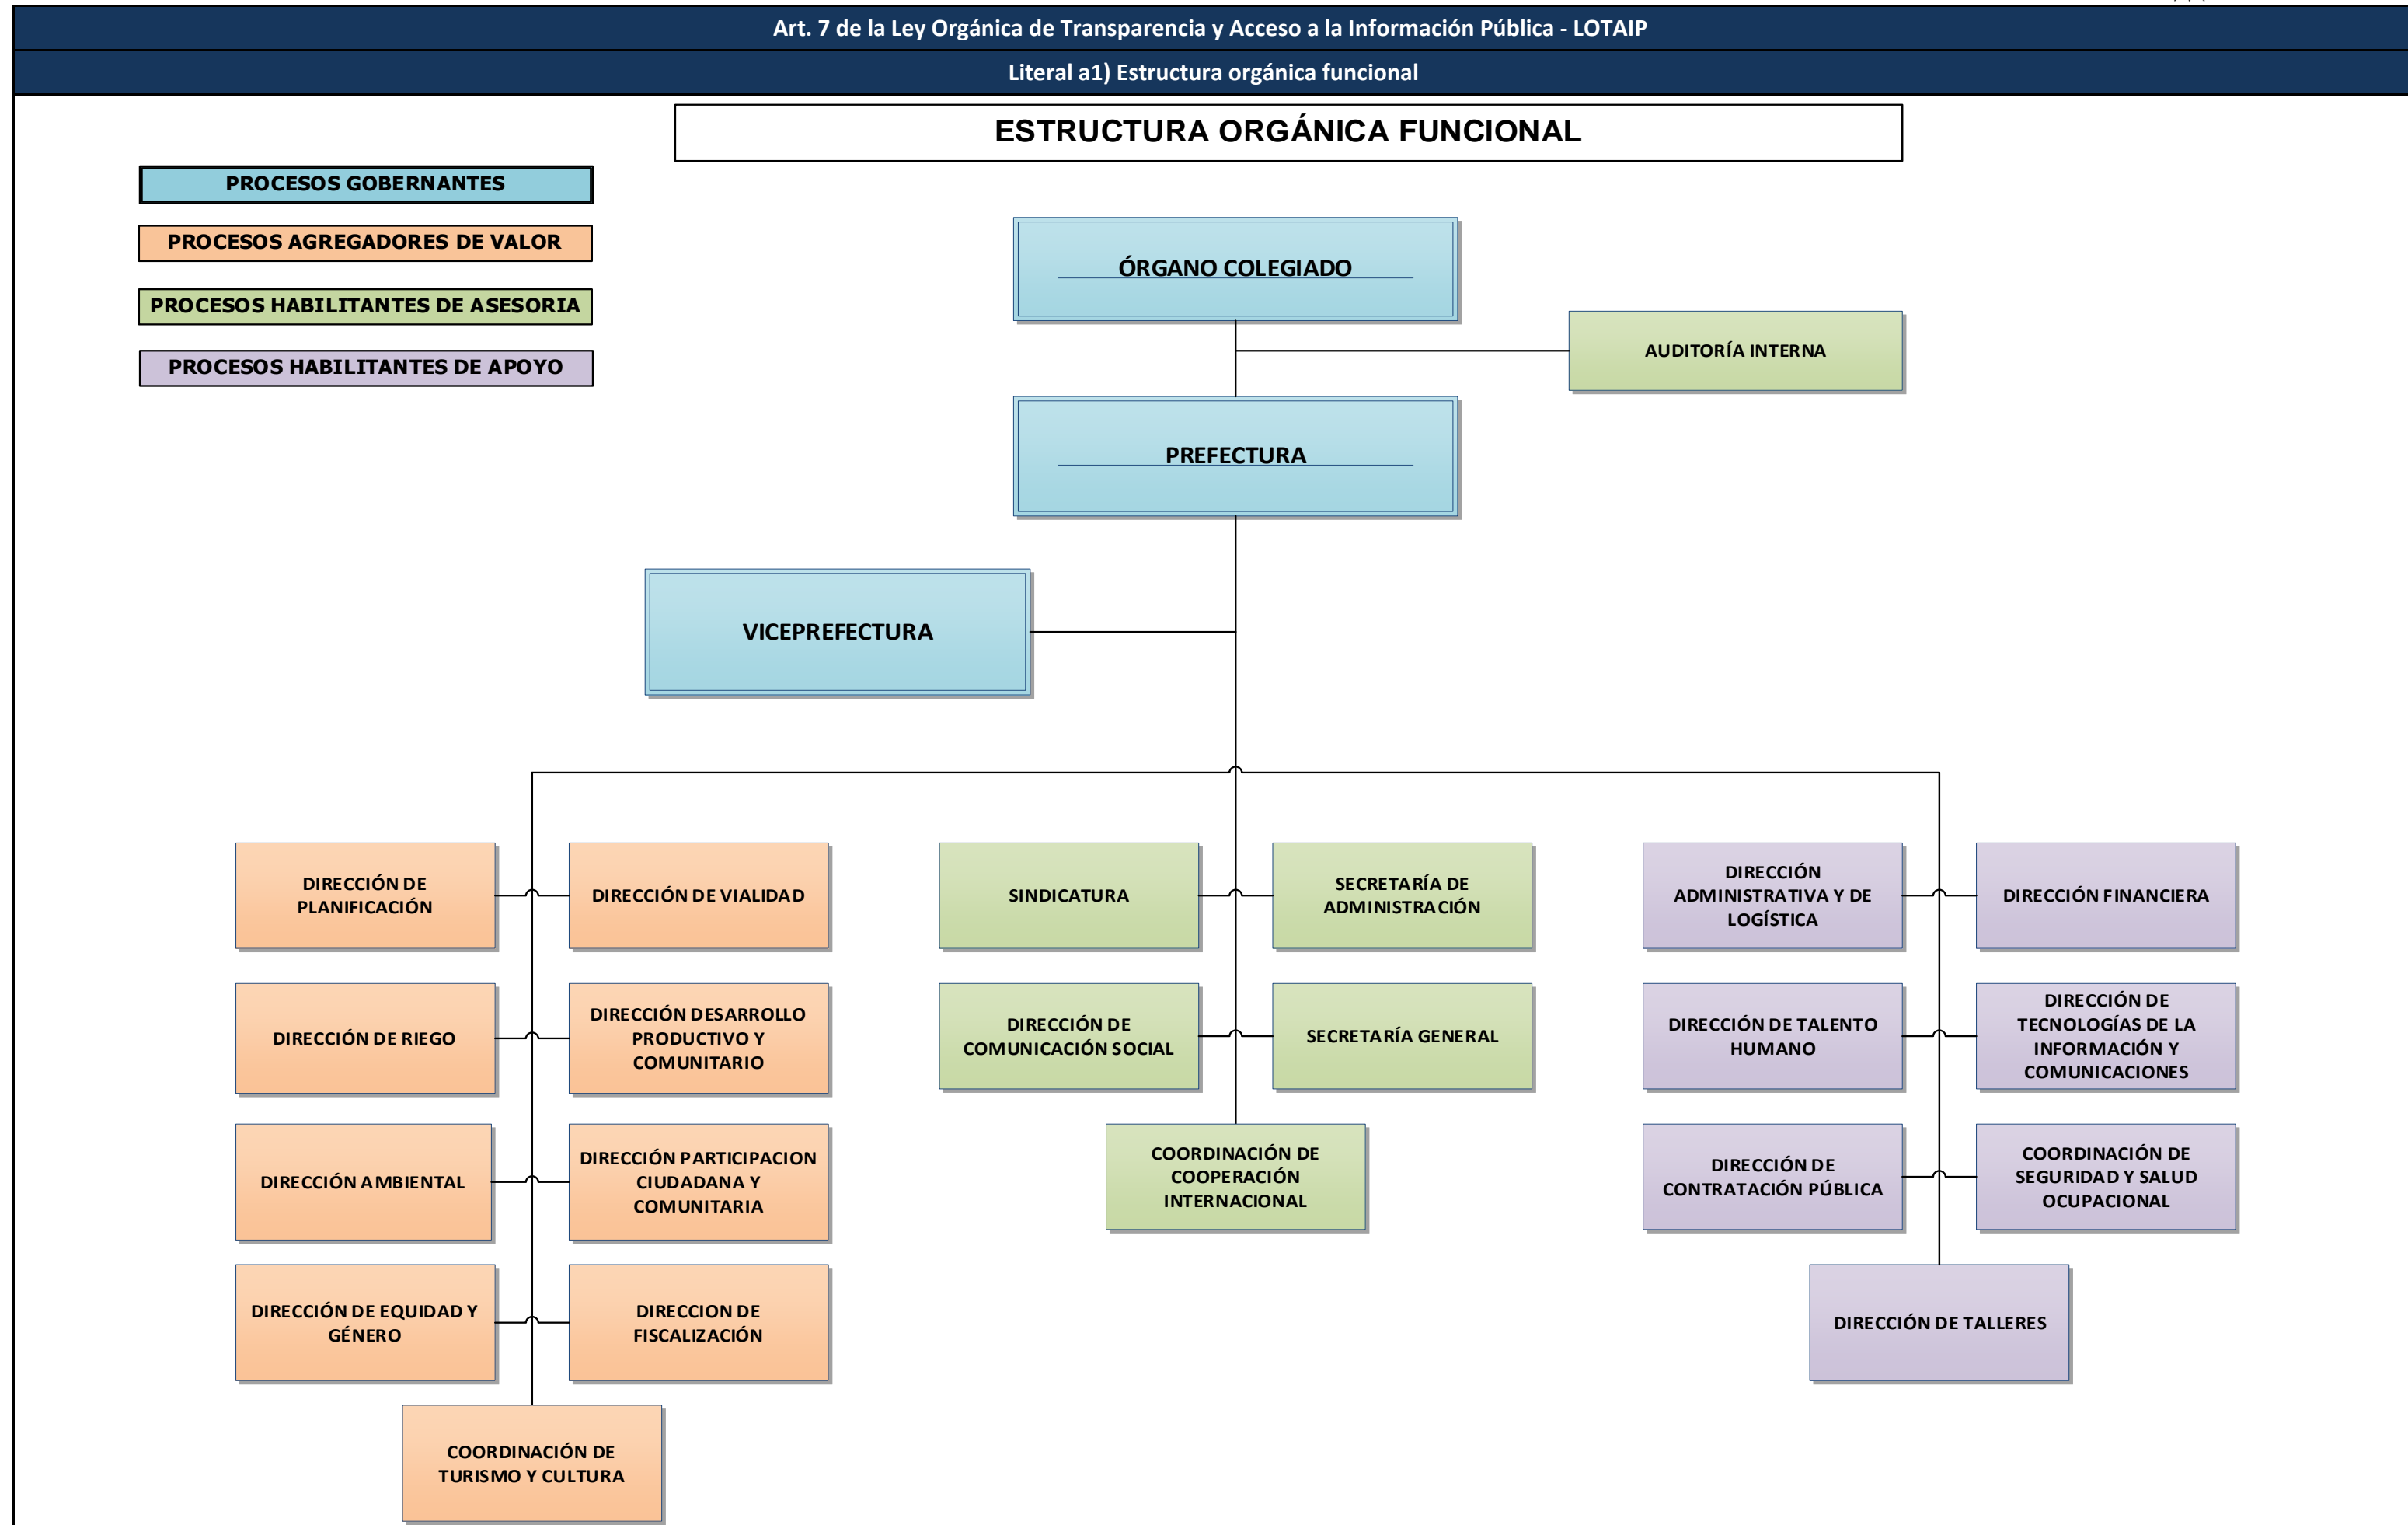 Art. 7 de la Ley Orgánica de Transparencia y Acceso a la Información Pública - LOTAIP
Literal a1) Estructura orgánica funcional
ESTRUCTURA ORGÁNICA FUNCIONAL
PROCESOS GOBERNANTES
PROCESOS AGREGADORES DE VALOR
PROCESOS HABILITANTES DE ASESORIA
PROCESOS HABILITANTES DE APOYO
ÓRGANO COLEGIADO
AUDITORÍA INTERNA
PREFECTURA
VICEPREFECTURA
DIRECCIÓN DE
PLANIFICACIÓN
DIRECCIÓN DE VIALIDAD
DIRECCIÓN DE RIEGO
DIRECCIÓN DESARROLLO
PRODUCTIVO Y
COMUNITARIO
DIRECCIÓN AMBIENTAL
DIRECCIÓN PARTICIPACION
CIUDADANA Y
COMUNITARIA
DIRECCIÓN DE EQUIDAD Y
GÉNERO
DIRECCION DE
FISCALIZACIÓN
COORDINACIÓN DE
TURISMO Y CULTURA
SINDICATURA
SECRETARÍA DE
ADMINISTRACIÓN
DIRECCIÓN DE
COMUNICACIÓN SOCIAL
SECRETARÍA GENERAL
COORDINACIÓN DE
COOPERACIÓN
INTERNACIONAL
DIRECCIÓN
ADMINISTRATIVA Y DE
LOGÍSTICA
DIRECCIÓN FINANCIERA
DIRECCIÓN DE TALENTO
HUMANO
DIRECCIÓN DE
TECNOLOGÍAS DE LA
INFORMACIÓN Y
COMUNICACIONES
DIRECCIÓN DE
CONTRATACIÓN PÚBLICA
COORDINACIÓN DE
SEGURIDAD Y SALUD
OCUPACIONAL
DIRECCIÓN DE TALLERES